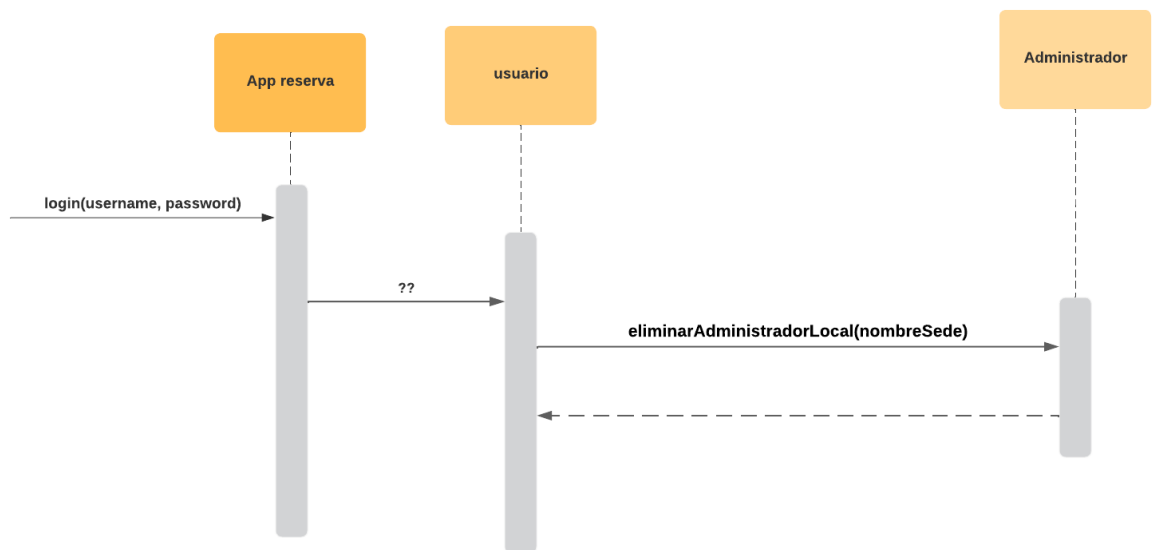 App reserva
usuario
Administrador
login(username, password)
??
eliminarAdministradorLocal(nombreSede)